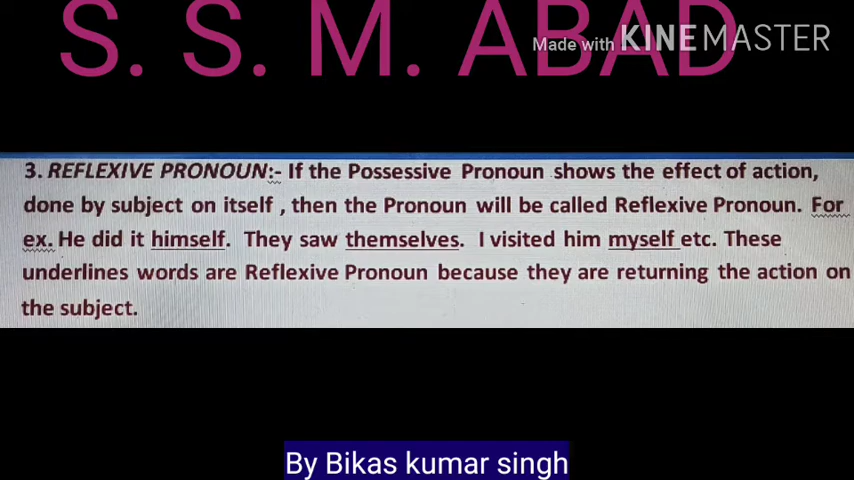 S. S. M. ABAD
Made with KINEMASTER
3. REFLEXIVE PRONOUN:- If the Possessive Pronoun shows the effect of action,
done by subject on itself , then the Pronoun will be called Reflexive Pronoun. For
ex. He did it himself. They saw themselves. I visited him myself etc. These
underlines words are Reflexive Pronoun because they are returning the action on
the subject.
By Bikas kumar singh